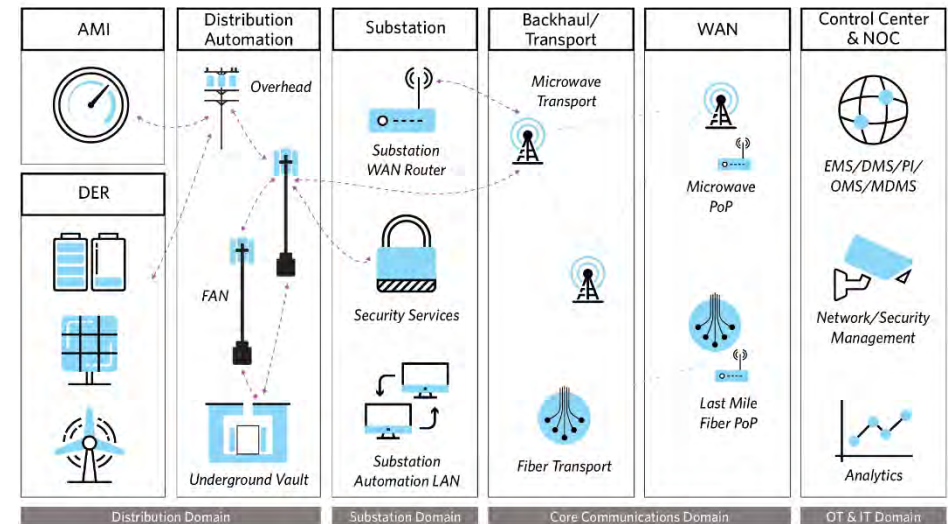 AMI
Distribution
Automation
Substation
Backhaul/
Transport
WAN
Control Center
& NOC
Overhead
Substation
WAN Router
Microwave
Transport
Microwave
PoP
EMS/DMS/PI/
OMS/MDMS
DER
FAN
Security Services
Network/Security
Management
Underground Vault
Substation
Automation LAN
Fiber Transport
Last Mile
Fiber PoP
Analytics
Distribution Domain
Substation Domain
Core Communications Domain
OT & IT Domain